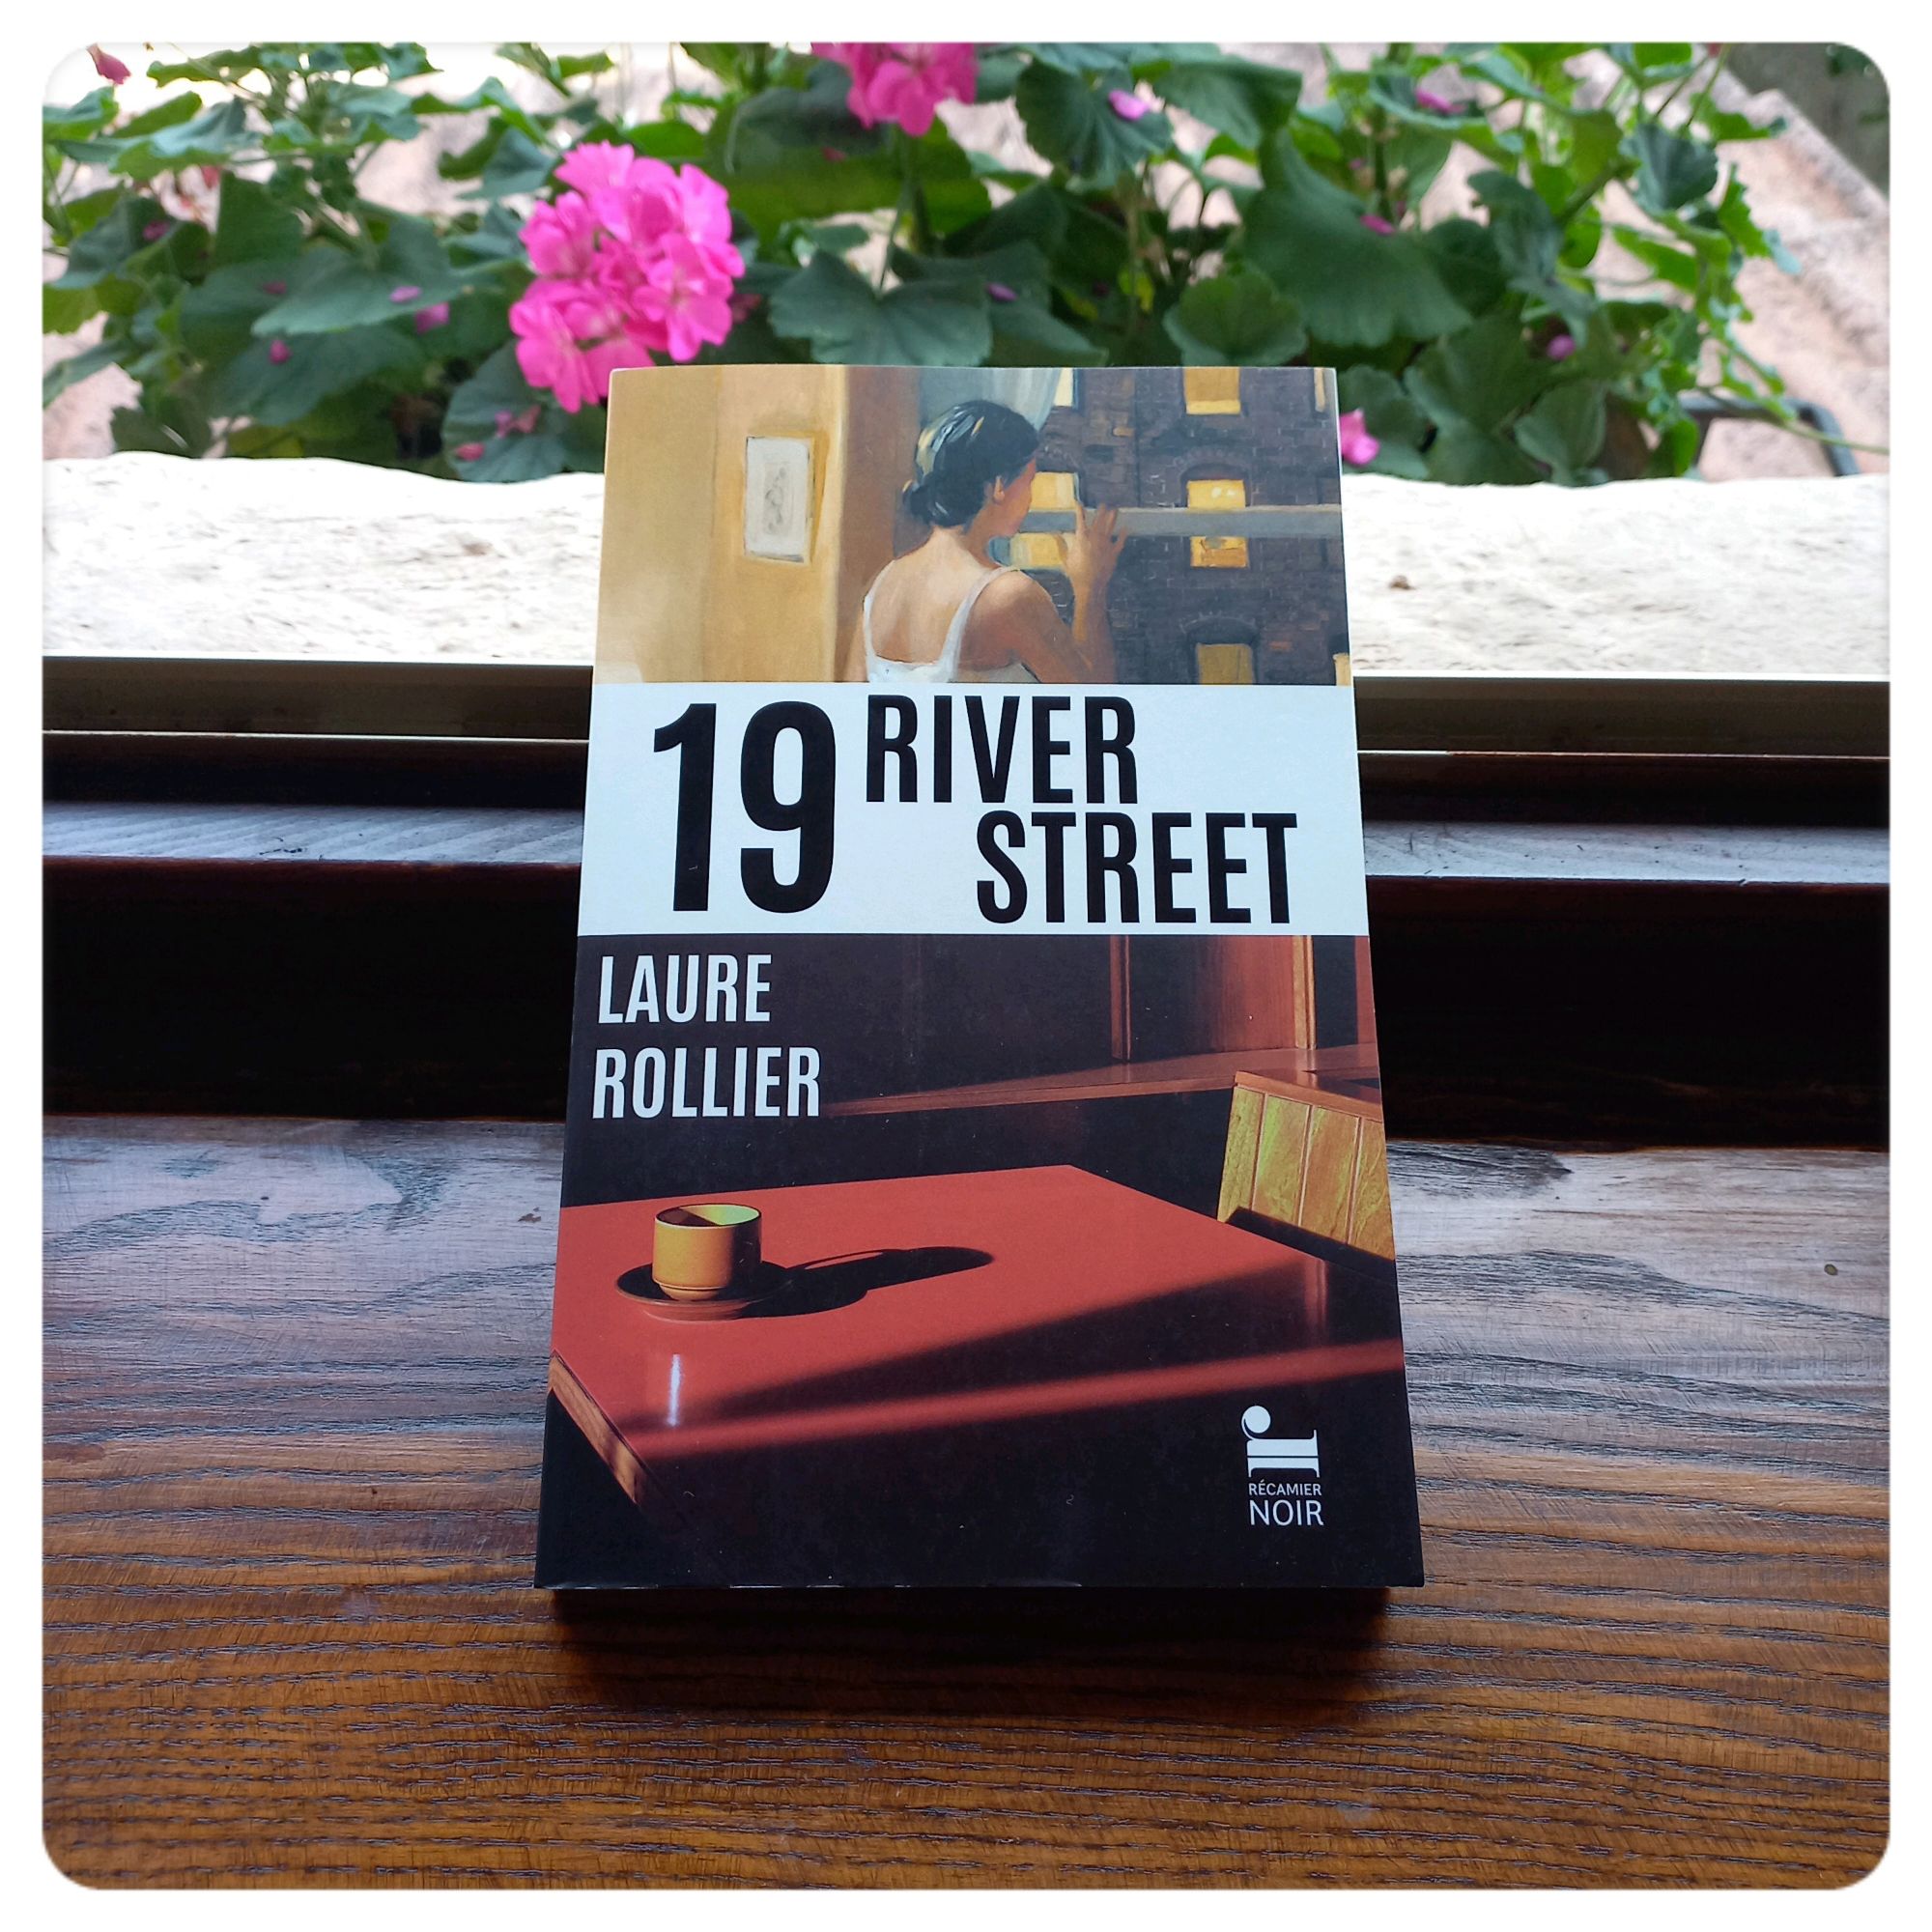 19 RIVER
STREET
LAURE
ROLLIER
RÉCAMIER
NOIR